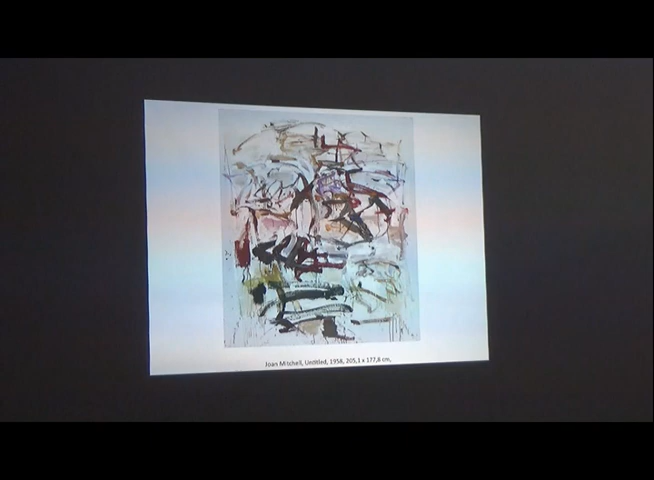 Joan Mitchell, Untitled, 1958, 205,1 x 177,8 cm,